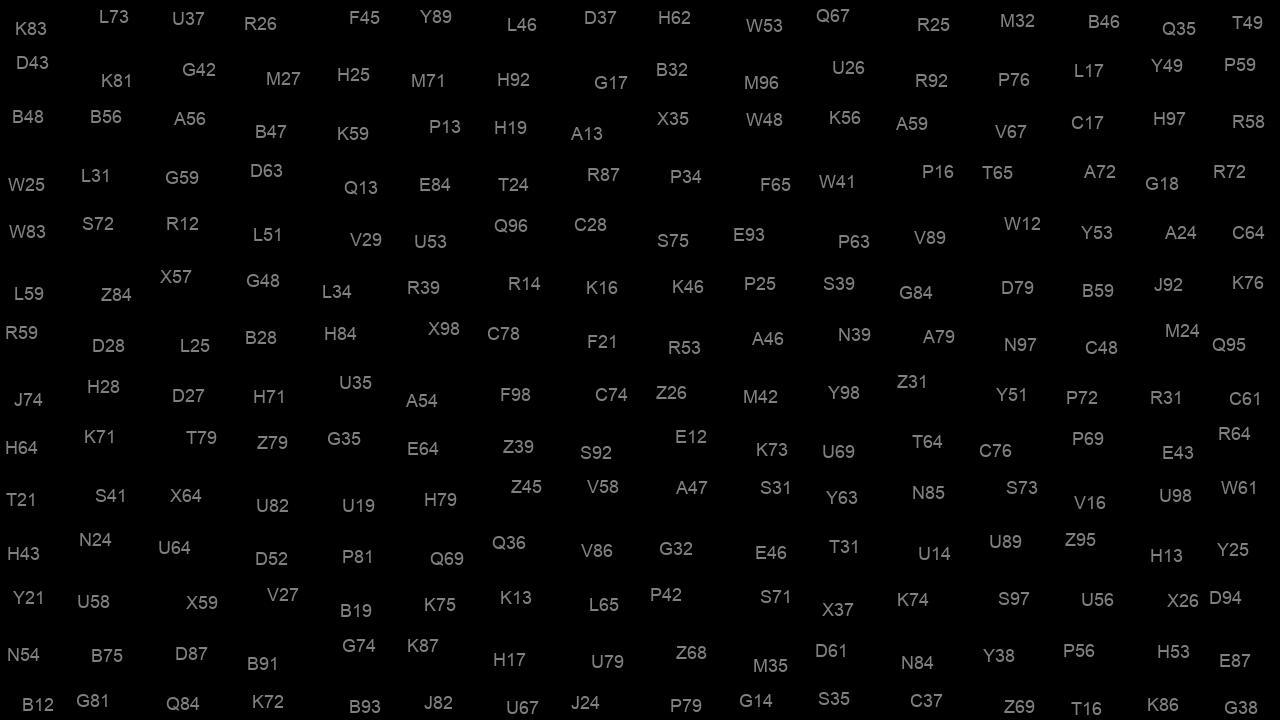 K83 L73 U37 R26 F45 Y89 L46 D37 H62 W53 Q67 R25 M32 B46 Q35 T49
D43 K81 G42 M27 H25 M71 H92 G17 B32 M96 U26 R92 P76 L17 Y49 P59
B48 B56 A56 B47 K59 P13 H19 A13 X35 W48 K56 A59 V67 C17 H97 R58
W25 L31 G59 D63 Q13 E84 T24 R87 P34 F65 W41 P16 T65 A72 G18 R72
W83 S72 R12 L51 V29 U53 Q96 C28 S75 E93 P63 V89 W12 Y53 A24 C64
L59 Z84 X57 G48 L34 R39 R14 K16 K46 P25 S39 G84 D79 B59 J92 K76
R59 D28 L25 B28 H84 X98 C78 F21 R53 A46 N39 A79 N97 C48 M24 Q95
J74 H28 D27 H71 U35 A54 F98 C74 Z26 M42 Y98 Z31 Y51 P72 R31 C61
H64 K71 T79 Z79 G35 E64 Z39 S92 E12 K73 U69 T64 C76 P69 E43 R64
T21 S41 X64 U82 U19 H79 Z45 V58 A47 S31 Y63 N85 S73 V16 U98 W61
H43 N24 U64 D52 P81 Q69 Q36 V86 G32 E46 T31 U14 U89 Z95 H13 Y25
Y21 U58 X59 V27 B19 K75 K13 L65 P42 S71 X37 K74 S97 U56 X26 D94
N54 B75 D87 B91 G74 K87 H17 U79 Z68 M35 D61 N84 Y38 P56 H53 E87
B12 G81 Q84 K72 B93 J82 U67 J24 P79 G14 S35 C37 Z69 T16 K86 G38